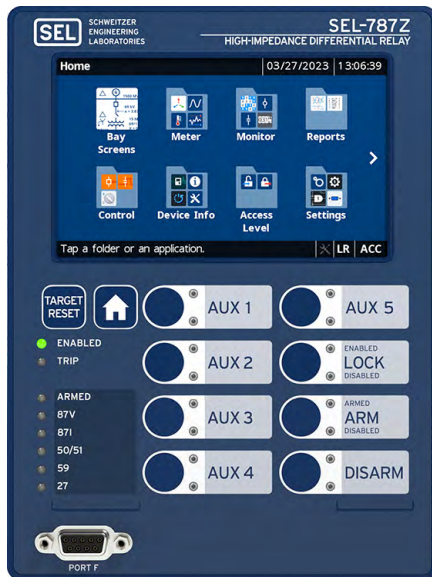 SEL
SCHWEITZER
ENGINEERING
LABORATORIES
SEL-787Z
HIGH-IMPEDANCE DIFFERENTIAL RELAY
Home 03/27/2023 13:06:39
Bay
Screens
Meter
Monitor
Reports
Control
Device Info
Access
Level
Settings
Tap a folder or an application. LR ACC
TARGET
RESET
ENABLED
TRIP
ARMED
87V
87I
50/51
59
27
AUX 1
AUX 2
AUX 3
AUX 4
AUX 5
ENABLED
LOCK
DISABLED
ARMED
ARM
DISABLED
DISARM
PORT F